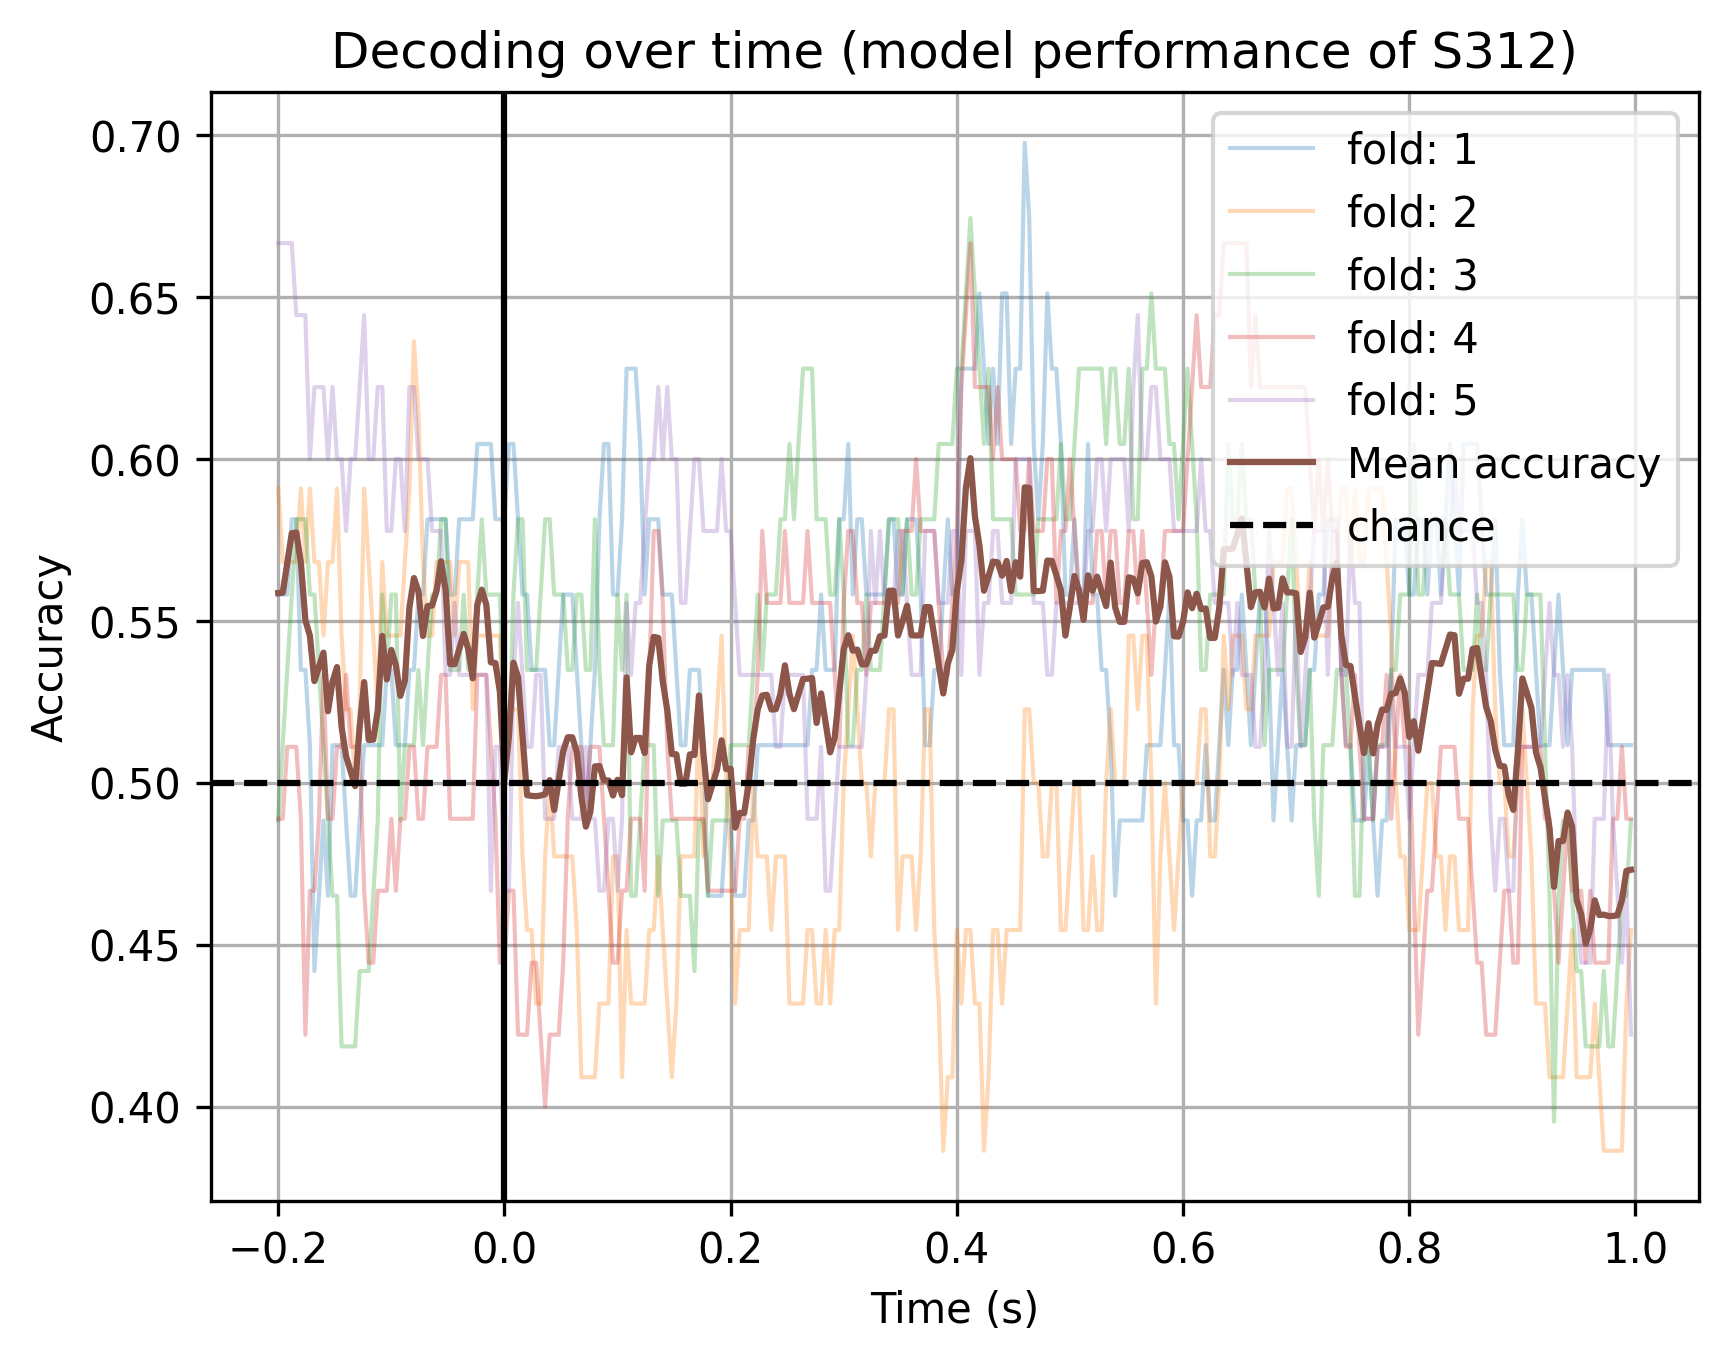 Decoding over time (model performance of S312)
0.70
0.65
0.60
0.55
0.50
0.45
0.40
Accuracy
fold: 1
fold: 2
fold: 3
fold: 4
fold: 5
Mean accuracy
chance
−0.2 0.0 0.2 0.4 0.6 0.8 1.0
Time (s)